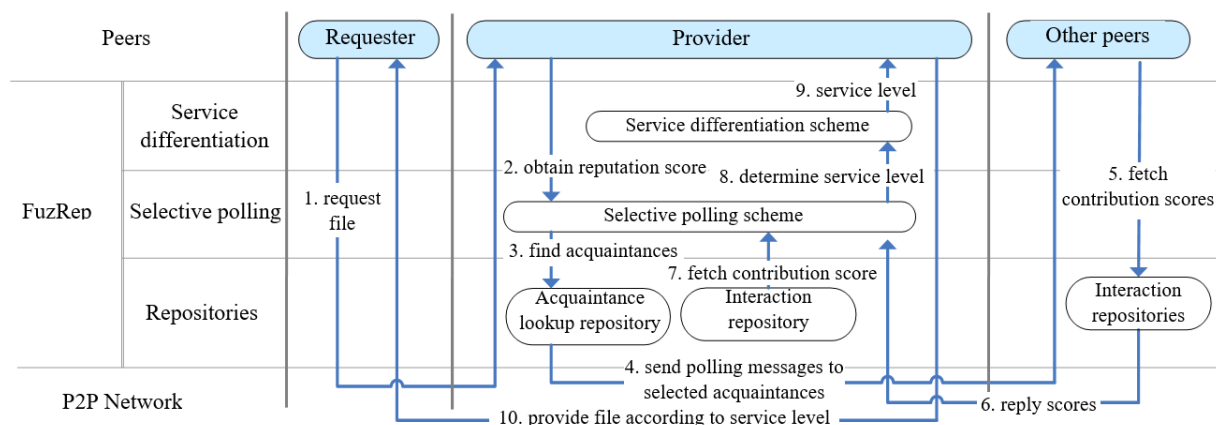 Peers
Requester
Provider
Other peers
9. service level
Service
differentiation
Service differentiation scheme
2. obtain reputation score
8. determine service level
5. fetch
contribution scores
1. request
file
FuzRep
Selective polling
Selective polling scheme
3. find acquaintances
7. fetch contribution score
Repositories
Acquaintance
lookup repository
Interaction
repository
Interaction
repositories
4. send polling messages to
selected acquaintances
P2P Network
6. reply scores
10. provide file according to service level